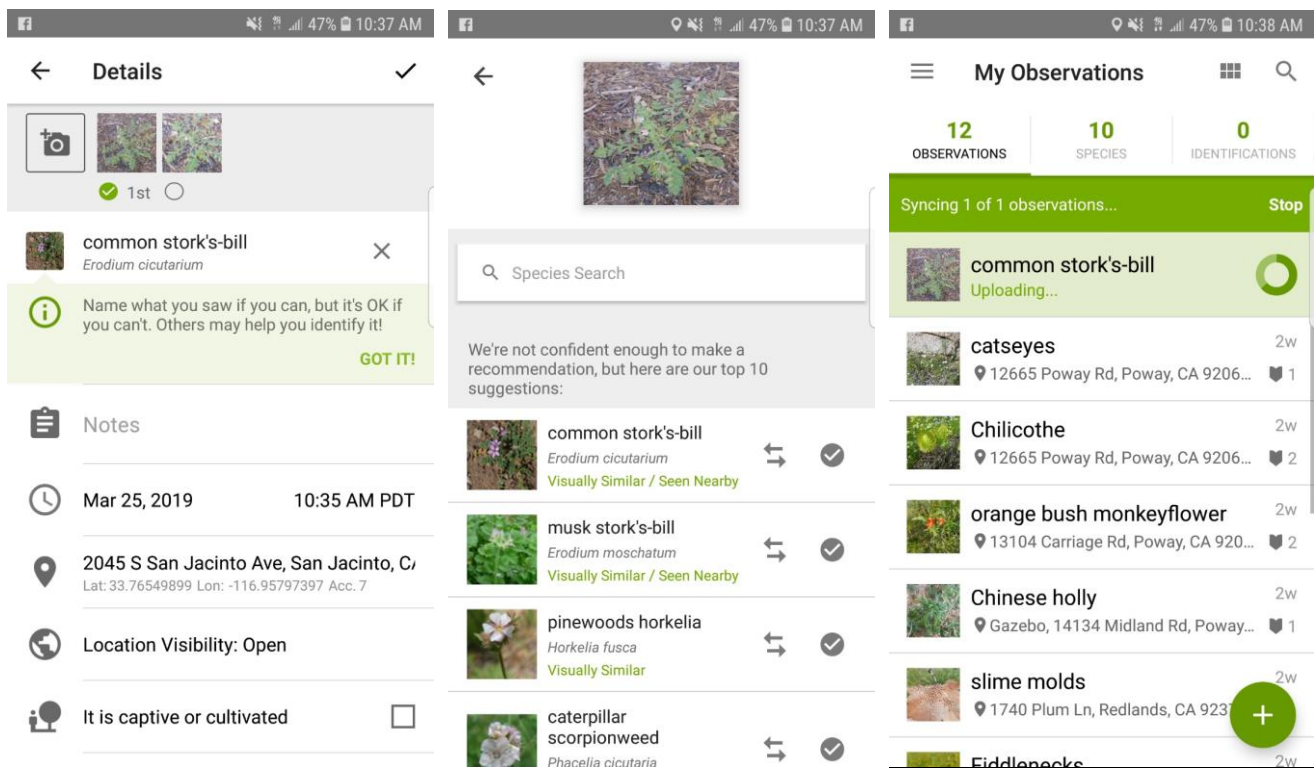 47% 10:37 AM
Details
1st
common stork's-bill
Erodium cicutarium
Name what you saw if you can, but it's OK if
you can't. Others may help you identify it!
GOT IT!
Notes
Mar 25, 2019 10:35 AM PDT
2045 S San Jacinto Ave, San Jacinto,
Lat: 33.76549899 Lon: -116.95797397 Acc. 7
Location Visibility: Open
It is captive or cultivated
47% 10:37 AM
Species Search
We're not confident enough to make a
recommendation, but here are our top 10
suggestions:
common stork's-bill
Erodium cicutarium
Visually Similar / Seen Nearby
musk stork's-bill
Erodium moschatum
Visually Similar / Seen Nearby
pinewoods horkelia
Horkelia fusca
Visually Similar
caterpillar
scorpionweed
Phacelia cicutaria
47% 10:38 AM
My Observations
12 10 0
OBSERVATIONS SPECIES IDENTIFICATIONS
Syncing 1 of 1 observations... Stop
common stork's-bill
Uploading...
catseyes 2w
12665 Poway Rd, Poway, CA 9206... 1
Chilicothe 2w
12665 Poway Rd, Poway, CA 9206... 2
orange bush monkeyflower 2w
13104 Carriage Rd, Poway, CA 920... 2
Chinese holly 2w
Gazebo, 14134 Midland Rd, Poway... 1
slime molds 2w
1740 Plum Ln, Redlands, CA 923
Fiddlenecks 2w